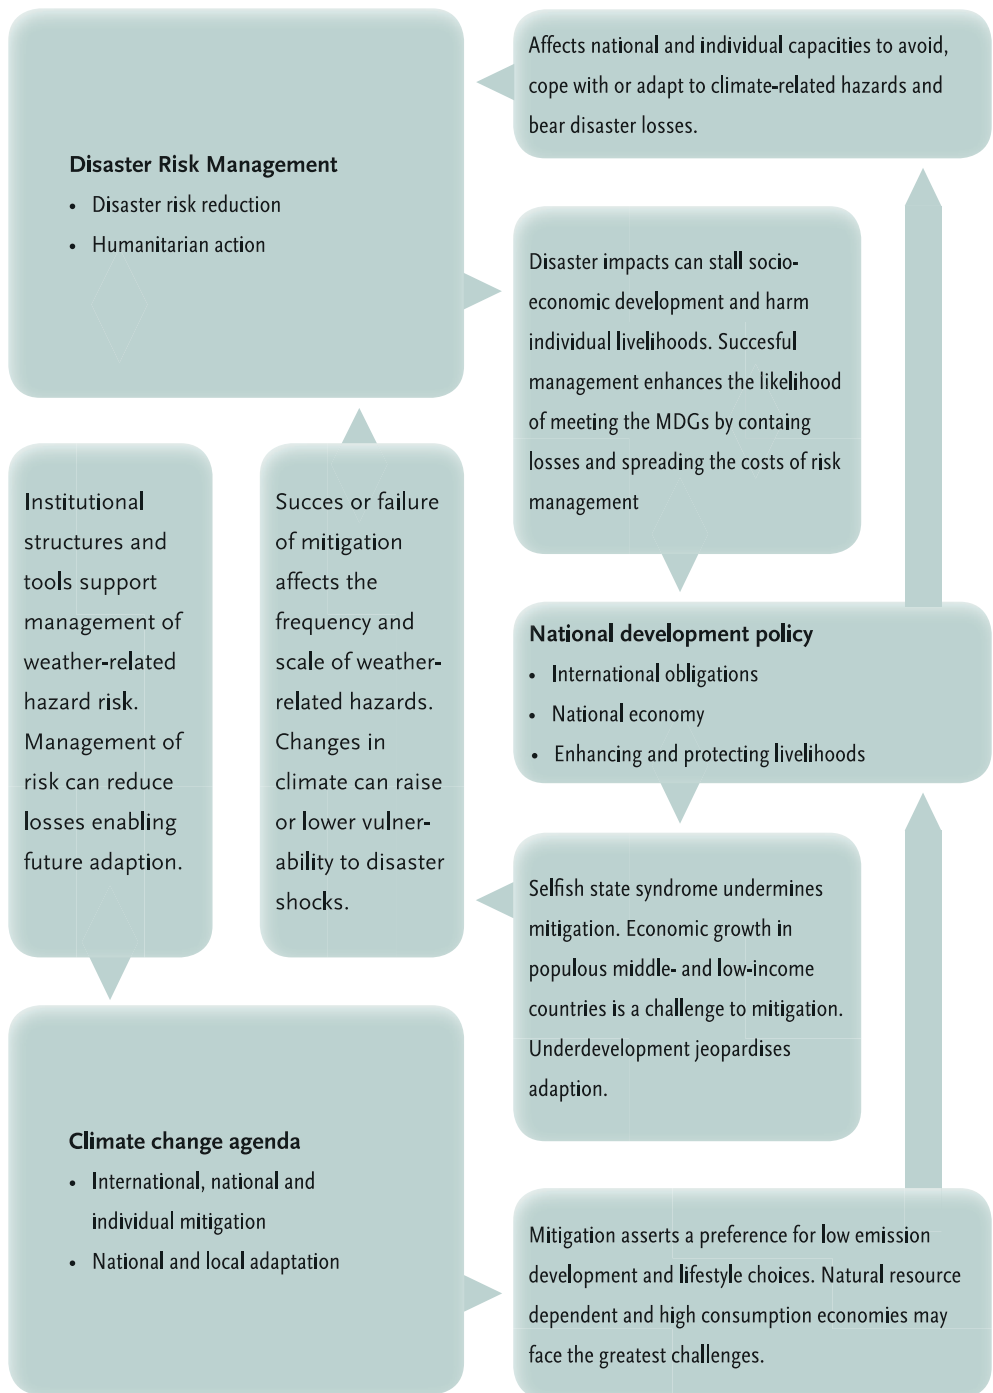 Affects national and individual capacities to avoid,
cope with or adapt to climate-related hazards and
bear disaster losses.
Disaster Risk Management
• Disaster risk reduction
• Humanitarian action
Disaster impacts can stall socio-
economic development and harm
individual livelihoods. Succesful
management enhances the likelihood
of meeting the MDGs by containg
losses and spreading the costs of risk
management
Institutional
structures and
tools support
management of
weather-related
hazard risk.
Management of
risk can reduce
losses enabling
future adaption.
Succes or failure
of mitigation
affects the
frequency and
scale of weather-
related hazards.
Changes in
climate can raise
or lower vulner-
ability to disaster
shocks.
National development policy
• International obligations
• National economy
• Enhancing and protecting livelihoods
Selfish state syndrome undermines
mitigation. Economic growth in
populous middle- and low-income
countries is a challenge to mitigation.
Underdevelopment jeopardises
adaption.
Climate change agenda
• International, national and
individual mitigation
• National and local adaptation
Mitigation asserts a preference for low emission
development and lifestyle choices. Natural resource
dependent and high consumption economies may
face the greatest challenges.